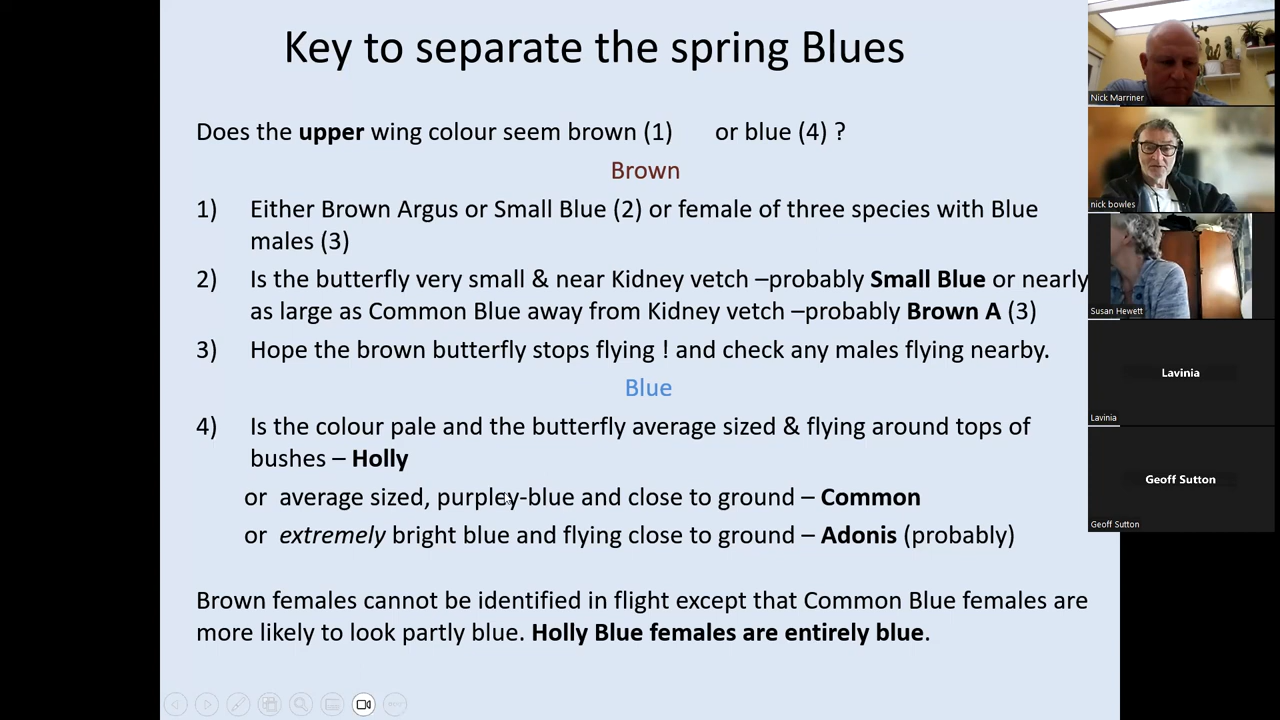 Key to separate the spring Blues
Does the upper wing colour seem brown (1) or blue (4) ?
Brown
1) Either Brown Argus or Small Blue (2) or female of three species with Blue
males (3)
2) Is the butterfly very small & near Kidney vetch –probably Small Blue or nearly
as large as Common Blue away from Kidney vetch –probably Brown A (3)
3) Hope the brown butterfly stops flying ! and check any males flying nearby.
Blue
4) Is the colour pale and the butterfly average sized & flying around tops of
bushes – Holly
or average sized, purpley-blue and close to ground – Common
or extremely bright blue and flying close to ground – Adonis (probably)
Brown females cannot be identified in flight except that Common Blue females are
more likely to look partly blue. Holly Blue females are entirely blue.
Nick Marriner
nick bowles
Susan Hewett
Lavinia
Lavinia
Geoff Sutton
Geoff Sutton